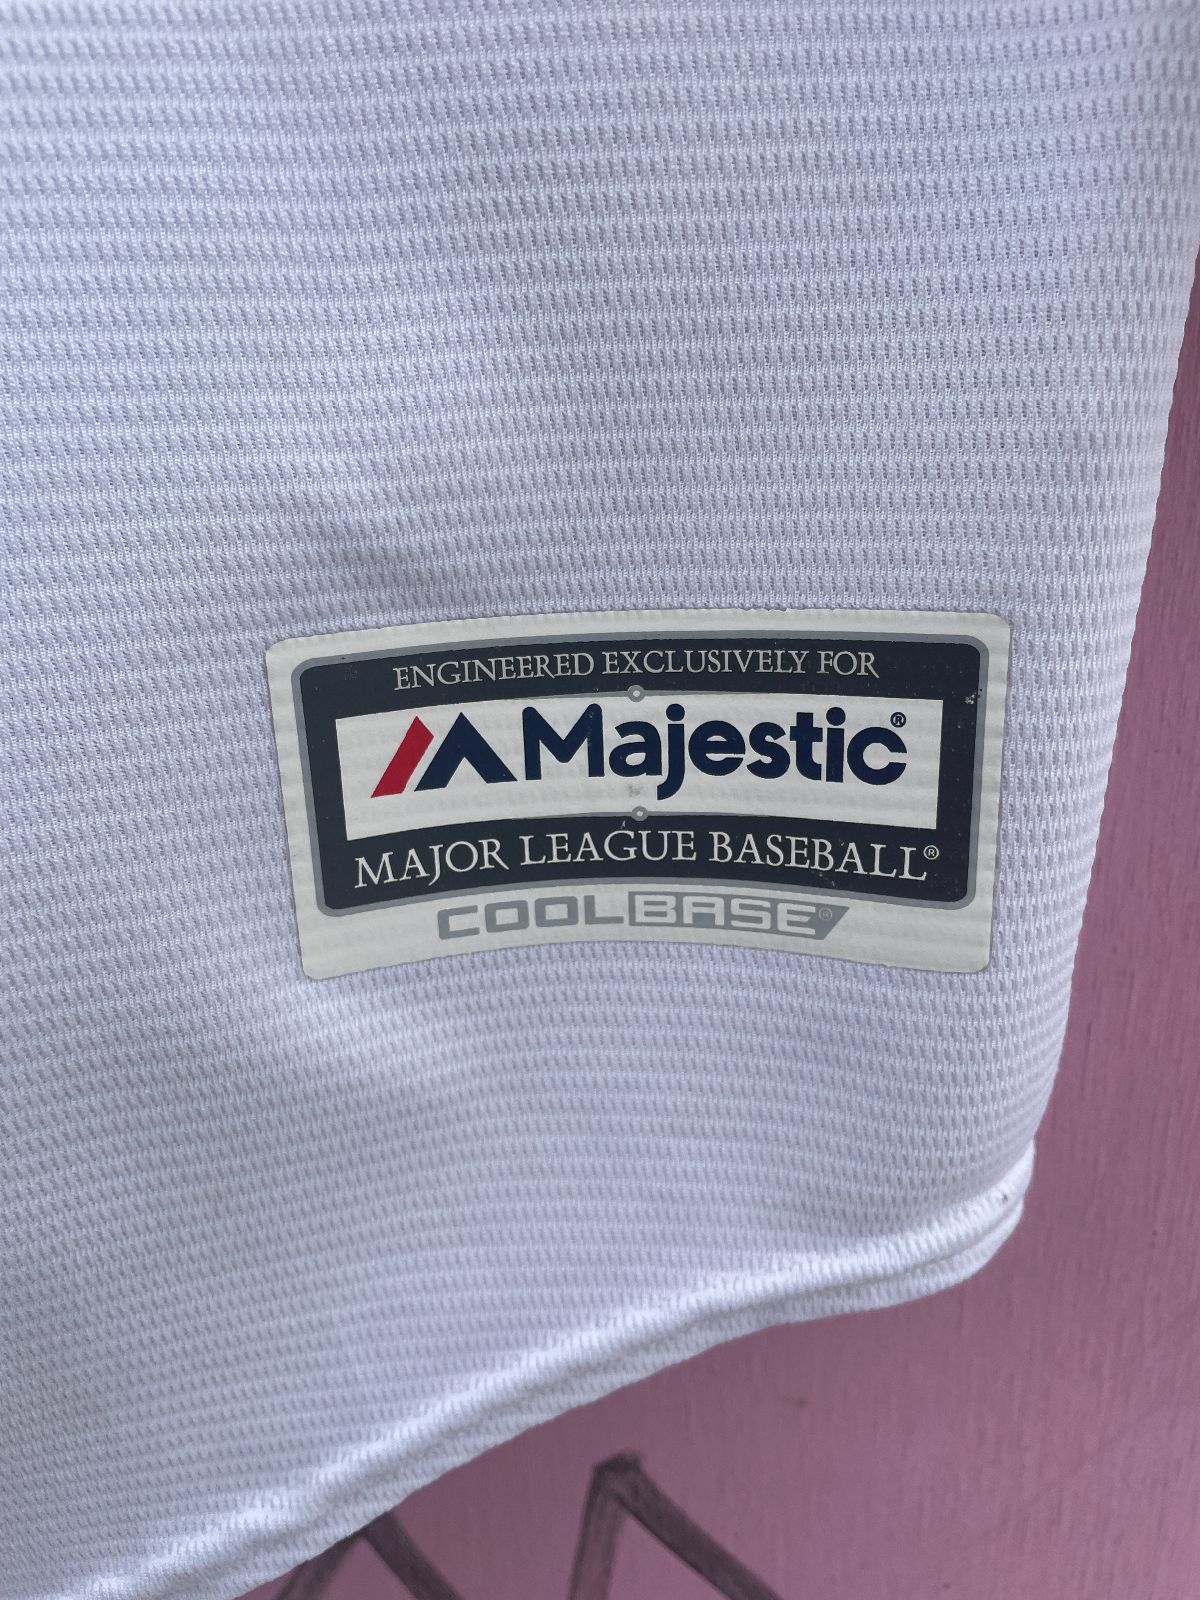 ENGINEERED EXCLUSIVELY FOR
Majestic®
MAJOR LEAGUE BASEBALL®
COOLBASE®